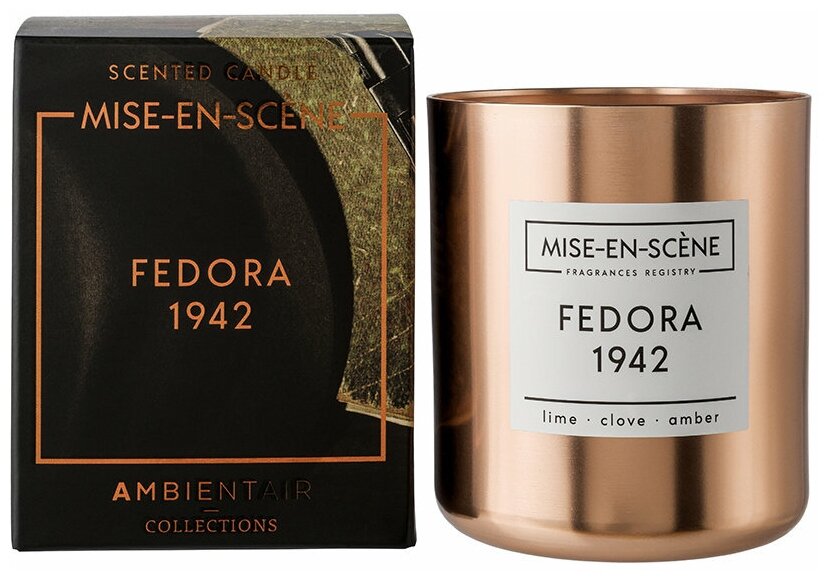 SCENTED CANDLE
MISE-EN-SCÈNE
FEDORA
1942
AMBIENTAIR
COLLECTIONS
MISE-EN-SCÈNE
FRAGRANCES REGISTRY
FEDORA
1942
lime · clove · amber